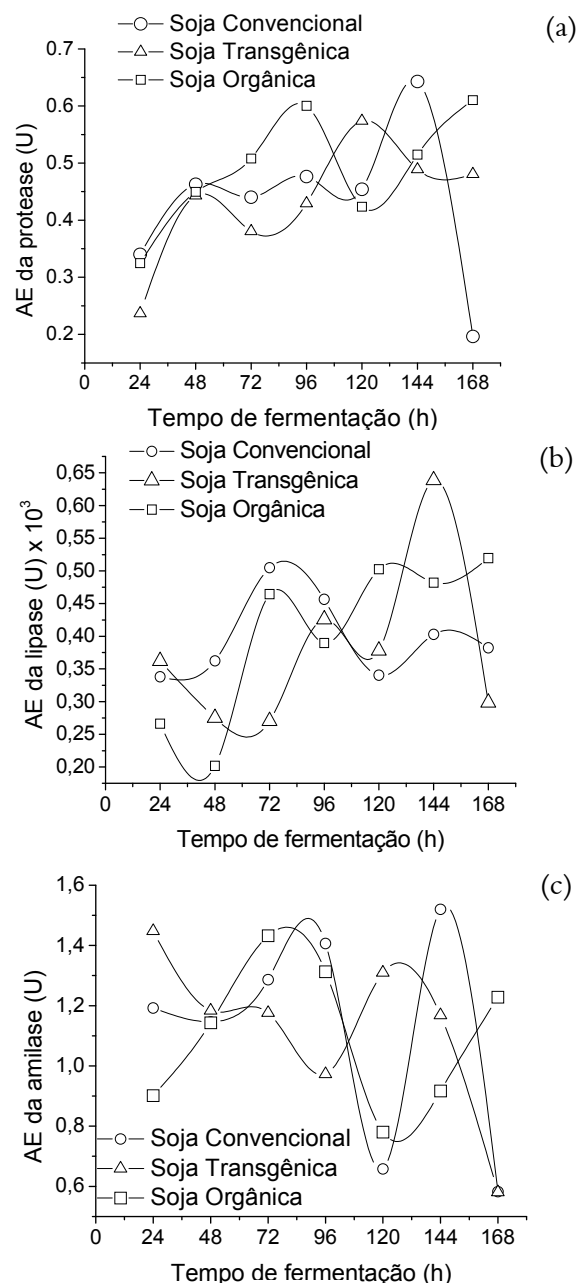 (a)
Soja Convencional
Soja Transgênica
Soja Orgânica
AE da protease (U)
0.7
0.6
0.5
0.4
0.3
0.2
0 24 48 72 96 120 144 168
Tempo de fermentação (h)
(b)
Soja Convencional
Soja Transgênica
Soja Orgânica
AE da lipase (U) x 10³
0,65
0,60
0,55
0,50
0,45
0,40
0,35
0,30
0,25
0,20
0 24 48 72 96 120 144 168
Tempo de fermentação (h)
(c)
AE da amilase (U)
1,6
1,4
1,2
1,0
0,8
0,6
Soja Convencional
Soja Transgênica
Soja Orgânica
0 24 48 72 96 120 144 168
Tempo de fermentação (h)